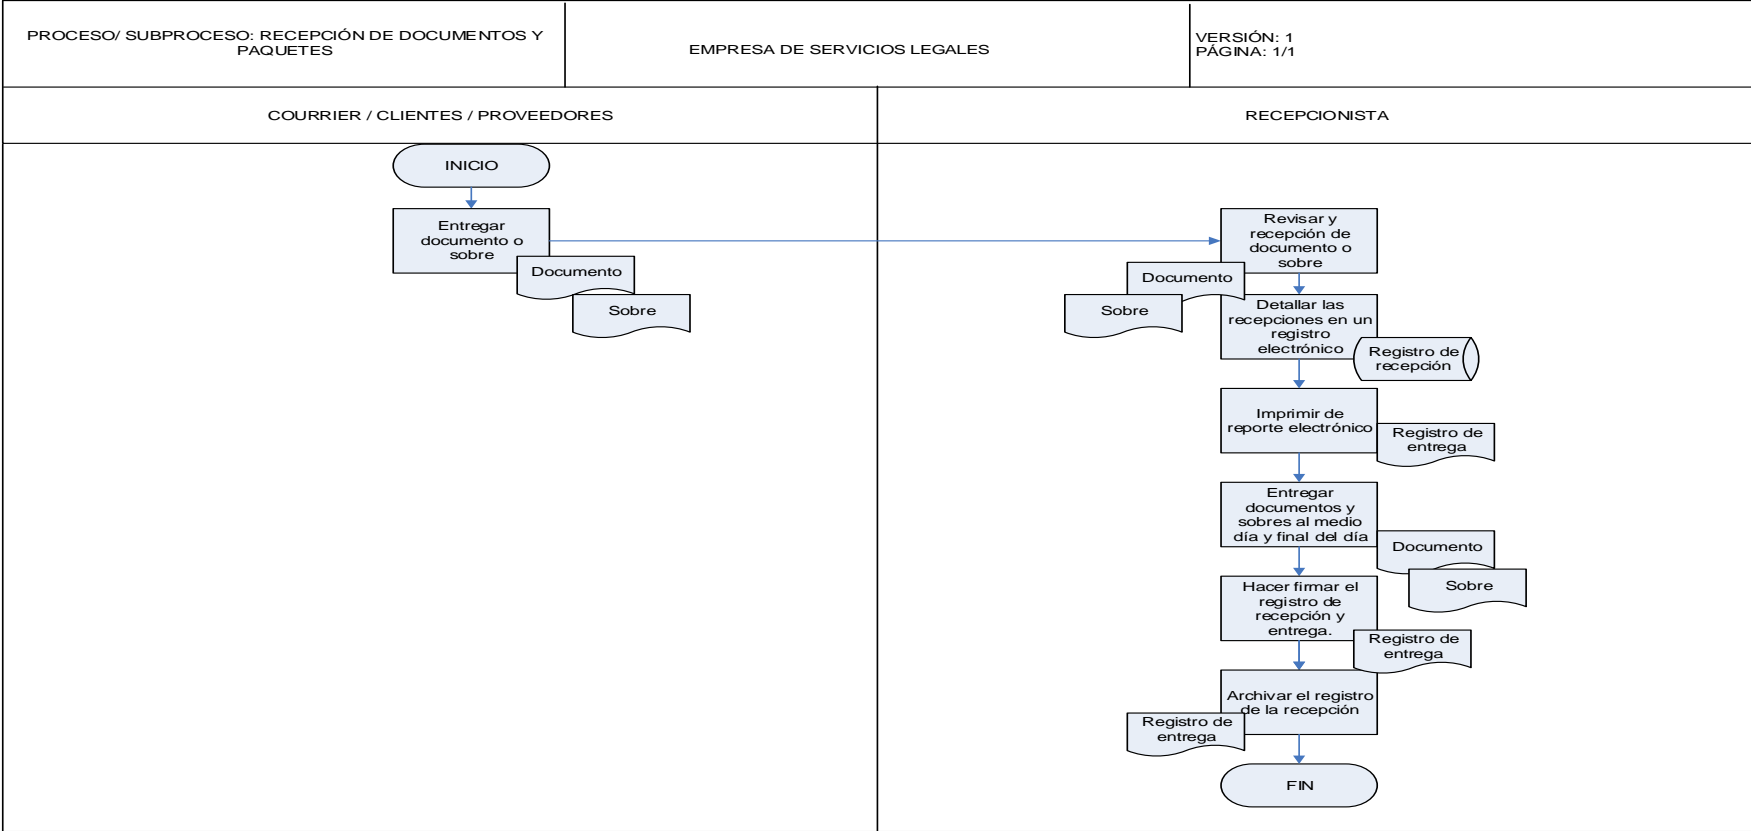 PROCESO/ SUBPROCESO: RECEPCIÓN DE DOCUMENTOS Y
PAQUETES
EMPRESA DE SERVICIOS LEGALES
VERSIÓN: 1
PÁGINA: 1/1
COURRIER / CLIENTES / PROVEEDORES
RECEPCIONISTA
INICIO
Entregar
documento o
sobre
Documento
Sobre
Revisar y
recepción de
documento o
sobre
Documento
Sobre
Detallar las
recepciones en un
registro
electrónico
Registro de
recepción
Imprimir de
reporte electrónico
Registro de
entrega
Entregar
documentos y
sobres al medio
día y final del día
Documento
Sobre
Hacer firmar el
registro de
recepción y
entrega.
Registro de
entrega
Archivar el registro
de la recepción
Registro de
entrega
FIN